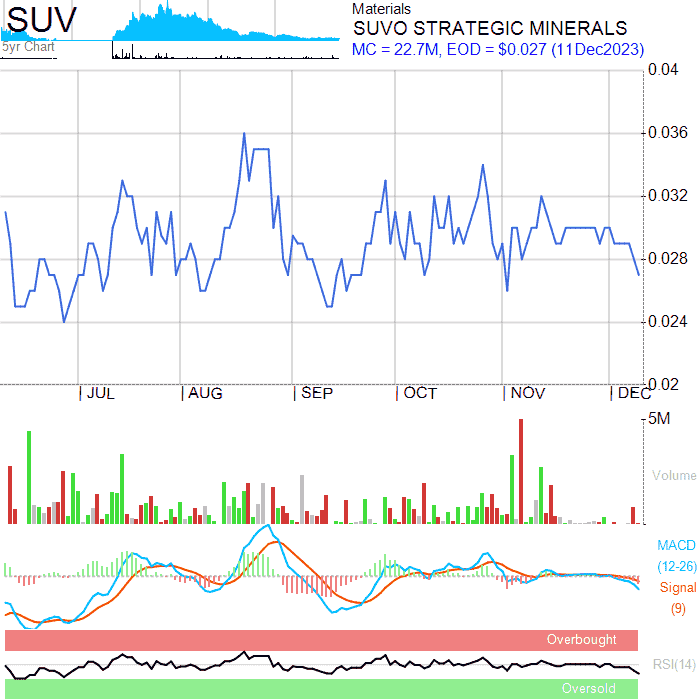 SUV
5yr Chart
Materials
SUVO STRATEGIC MINERALS
MC = 22.7M, EOD = $0.027 (11Dec2023)
0.04
0.036
0.032
0.028
0.024
0.02
JUL
AUG
SEP
OCT
NOV
DEC
5M
Volume
MACD
(12-26)
Signal
(9)
Overbought
RSI(14)
Oversold